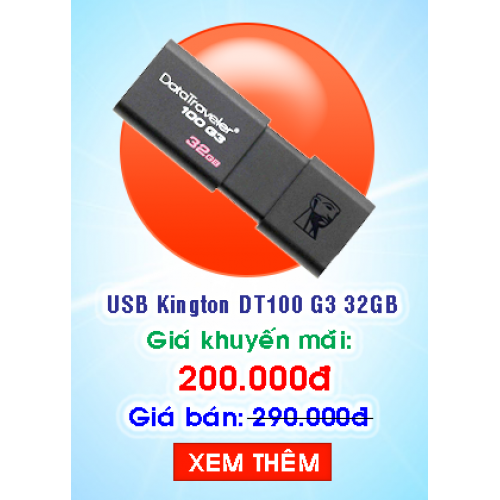 DataTraveler®
100 G3
32GB
USB Kington DT100 G3 32GB
Giá khuyến mãi:
200.000đ
Giá bán: 290.000đ
XEM THÊM